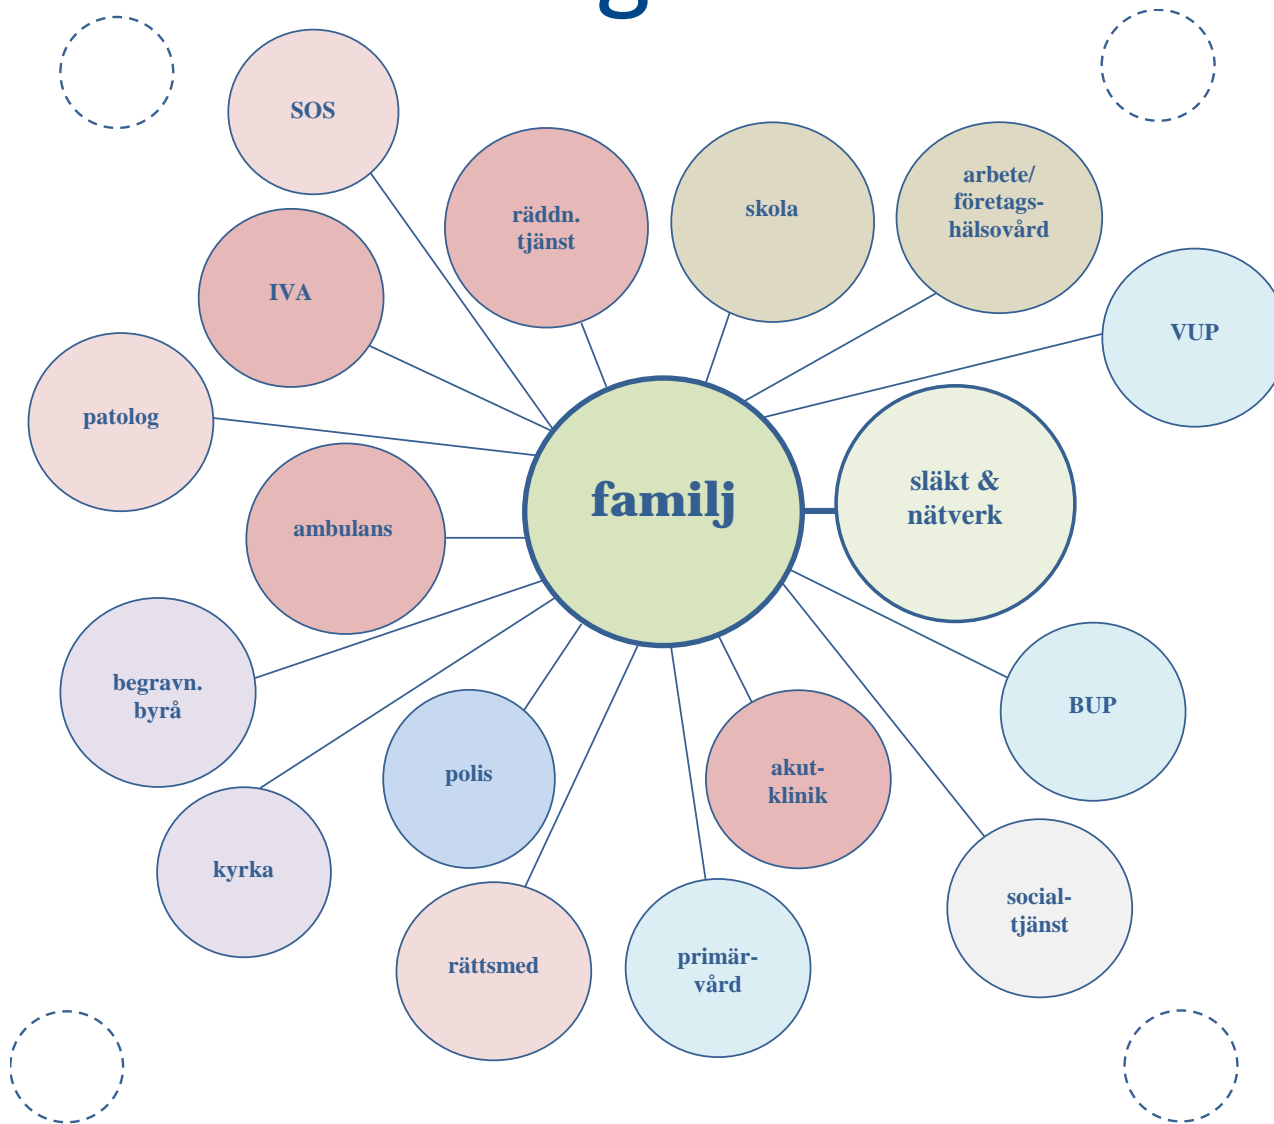 SOS
räddn.
tjänst
skola
arbete/
företags-
hälsovård
IVA
VUP
patolog
familj
släkt &
nätverk
ambulans
begravn.
byrå
BUP
polis
akut-
klinik
kyrka
social-
tjänst
rättsmed
primär-
vård